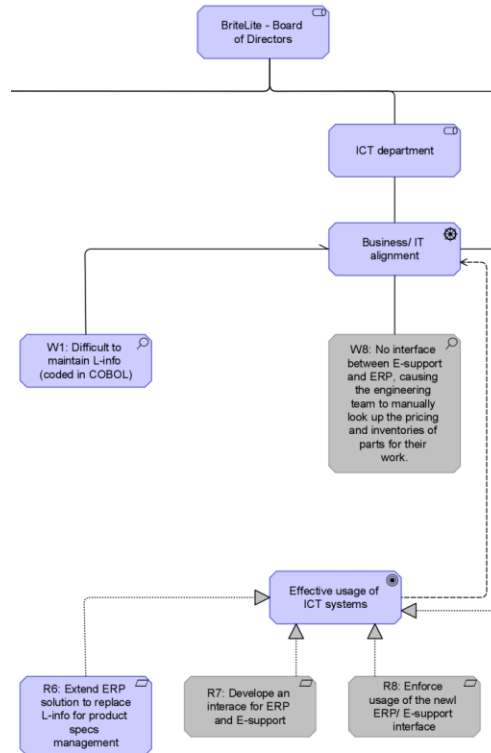 BriteLite - Board
of Directors
ICT department
Business/ IT
alignment
W1: Difficult to
maintain L-info
(coded in COBOL)
W8: No interface
between E-support
and ERP, causing
the engineering
team to manually
look up the pricing
and inventories of
parts for their
work.
Effective usage of
ICT systems
R6: Extend ERP
solution to replace
L-info for product
specs
management
R7: Develope an
interace for ERP
and E-support
R8: Enforce
usage of the newl
ERP/ E-support
interface